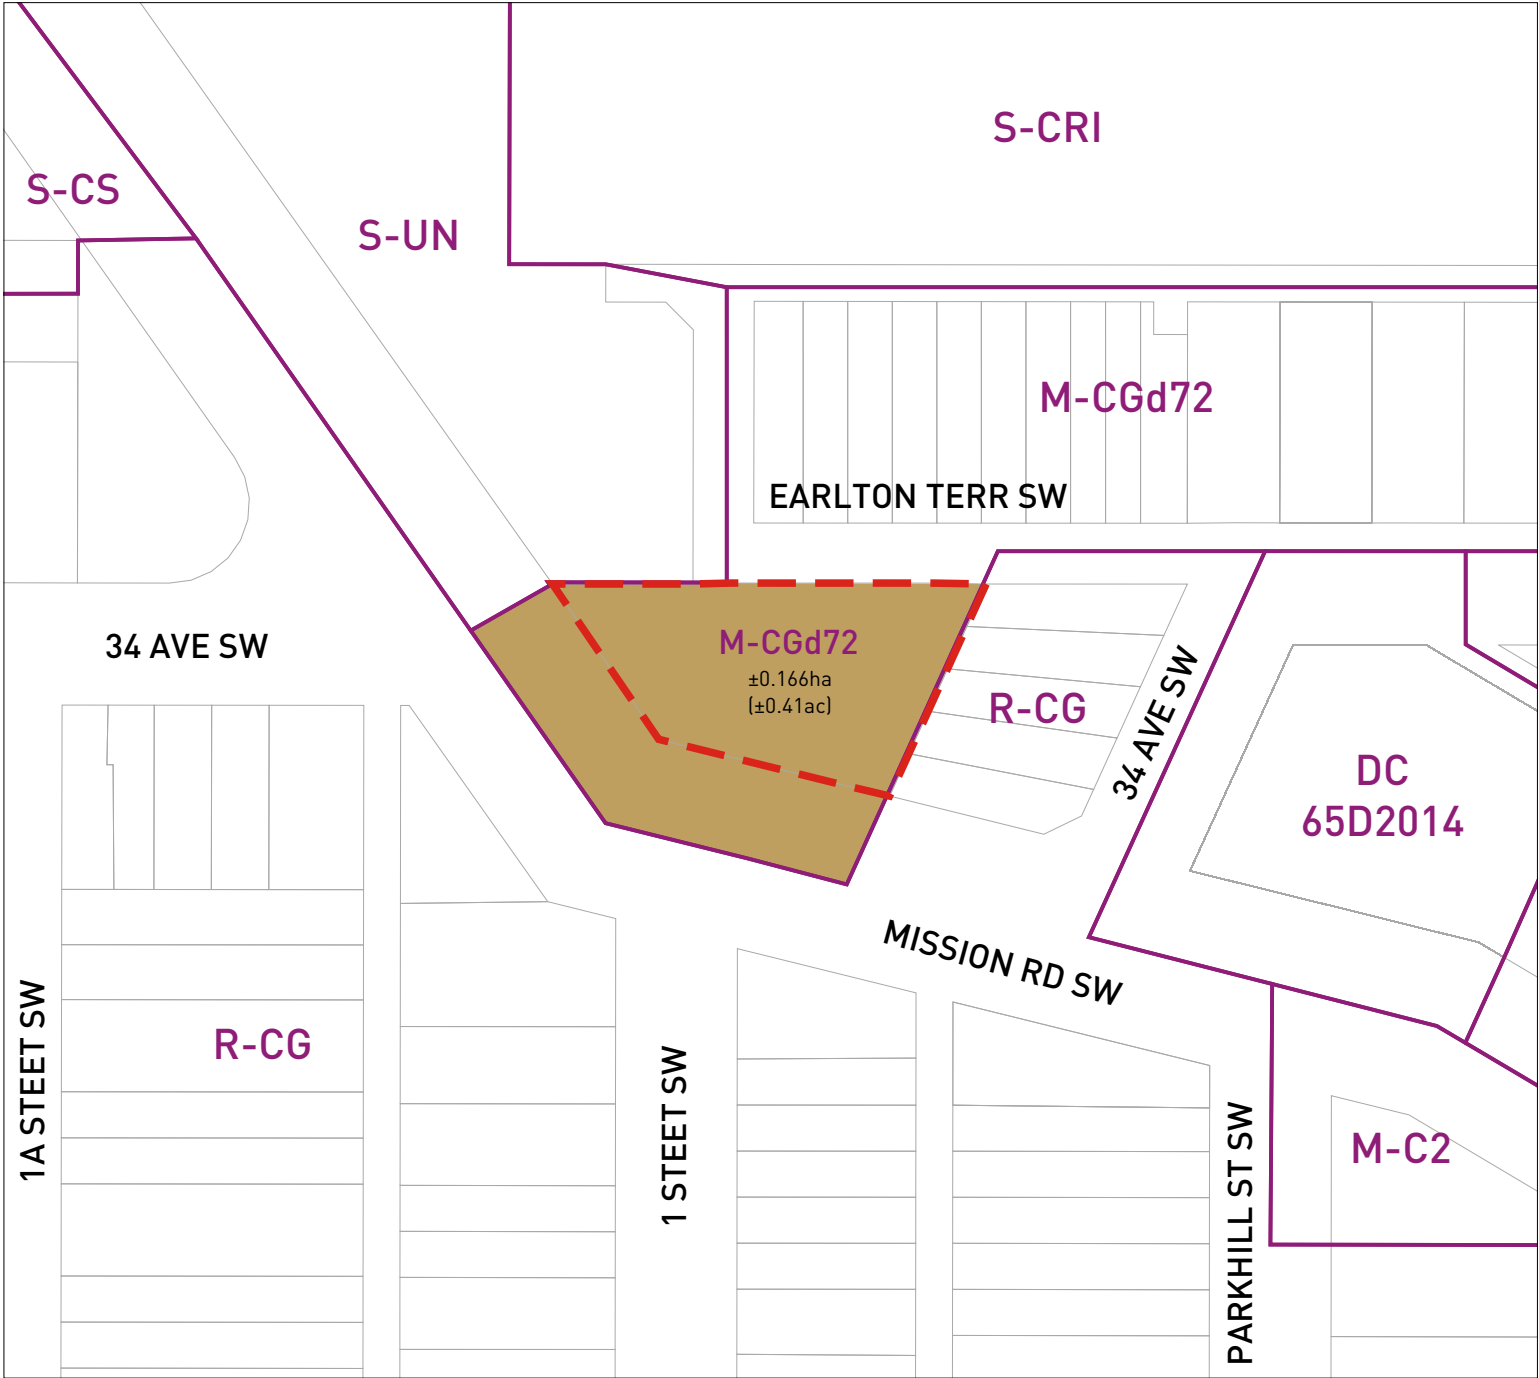 S-CRI
S-CS
S-UN
M-CGd72
EARLTON TERR SW
34 AVE SW
M-CGd72
±0.166ha
(±0.41ac)
R-CG
34 AVE SW
DC
65D2014
MISSION RD SW
1A STEET SW
R-CG
1 STEET SW
PARKHILL ST SW
M-C2